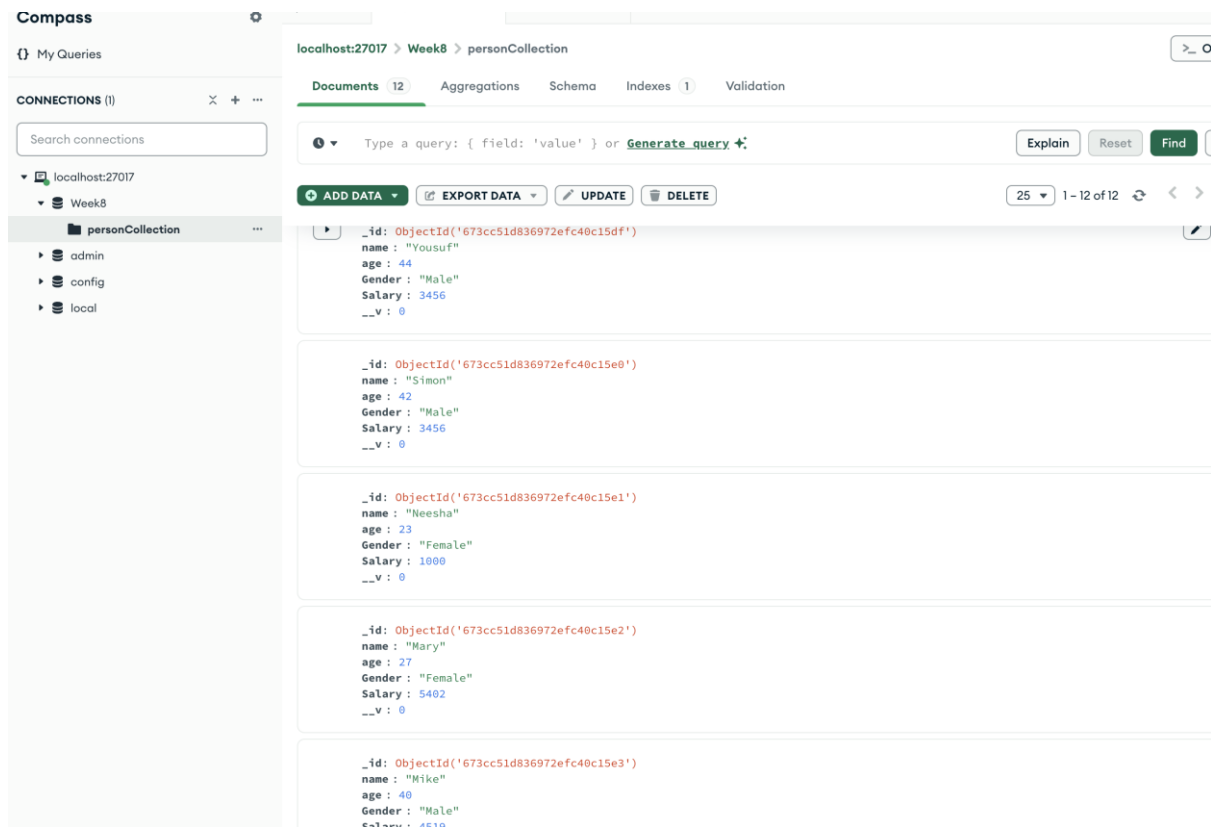 Compass
{} My Queries
CONNECTIONS (1)
Search connections
localhost:27017
Week8
personCollection
admin
config
local
localhost:27017 > Week8 > personCollection
>_ O
Documents 12 Aggregations Schema Indexes 1 Validation
Type a query: { field: 'value' } or Generate query
Explain Reset Find
ADD DATA EXPORT DATA UPDATE DELETE
25 1 – 12 of 12
_id: ObjectId('673cc51d836972efc40c15df')
name : "Yousuf"
age : 44
Gender : "Male"
Salary : 3456
__v : 0
_id: ObjectId('673cc51d836972efc40c15e0')
name : "Simon"
age : 42
Gender : "Male"
Salary : 3456
__v : 0
_id: ObjectId('673cc51d836972efc40c15e1')
name : "Neesha"
age : 23
Gender : "Female"
Salary : 1000
__v : 0
_id: ObjectId('673cc51d836972efc40c15e2')
name : "Mary"
age : 27
Gender : "Female"
Salary : 5402
__v : 0
_id: ObjectId('673cc51d836972efc40c15e3')
name : "Mike"
age : 40
Gender : "Male"
Salary : 4519